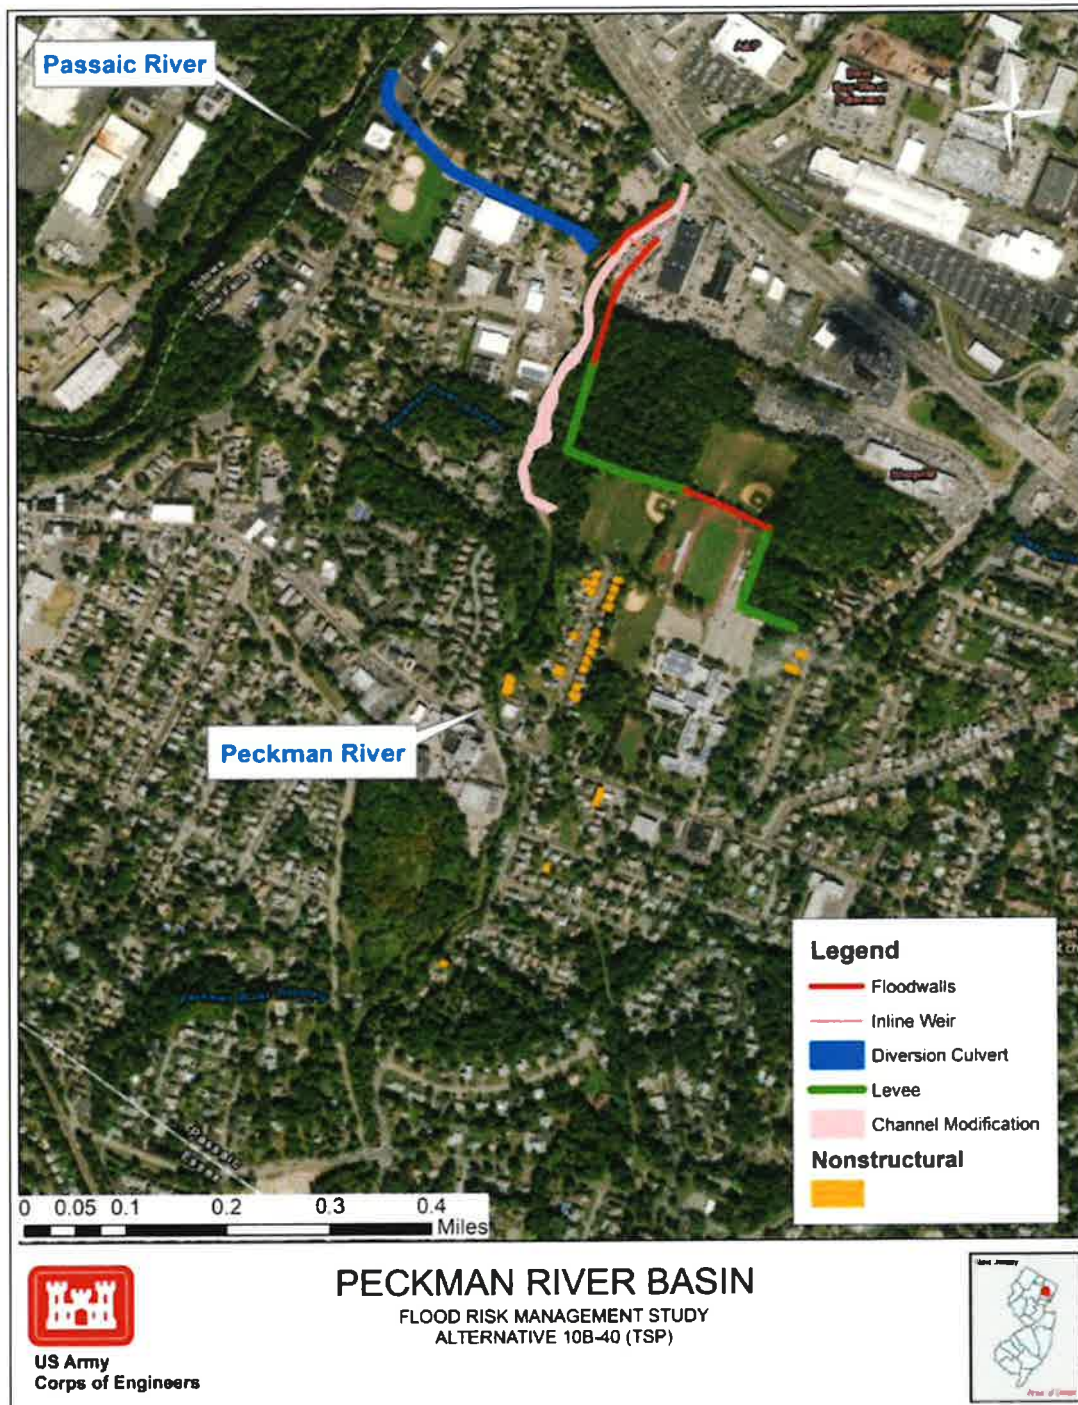 Passaic River
Peckman River
Legend
Floodwalls
Inline Weir
Diversion Culvert
Levee
Channel Modification
Nonstructural
0 0.05 0.1 0.2 0.3 0.4
Miles
PECKMAN RIVER BASIN
FLOOD RISK MANAGEMENT STUDY
ALTERNATIVE 10B-40 (TSP)
US Army
Corps of Engineers
New Jersey